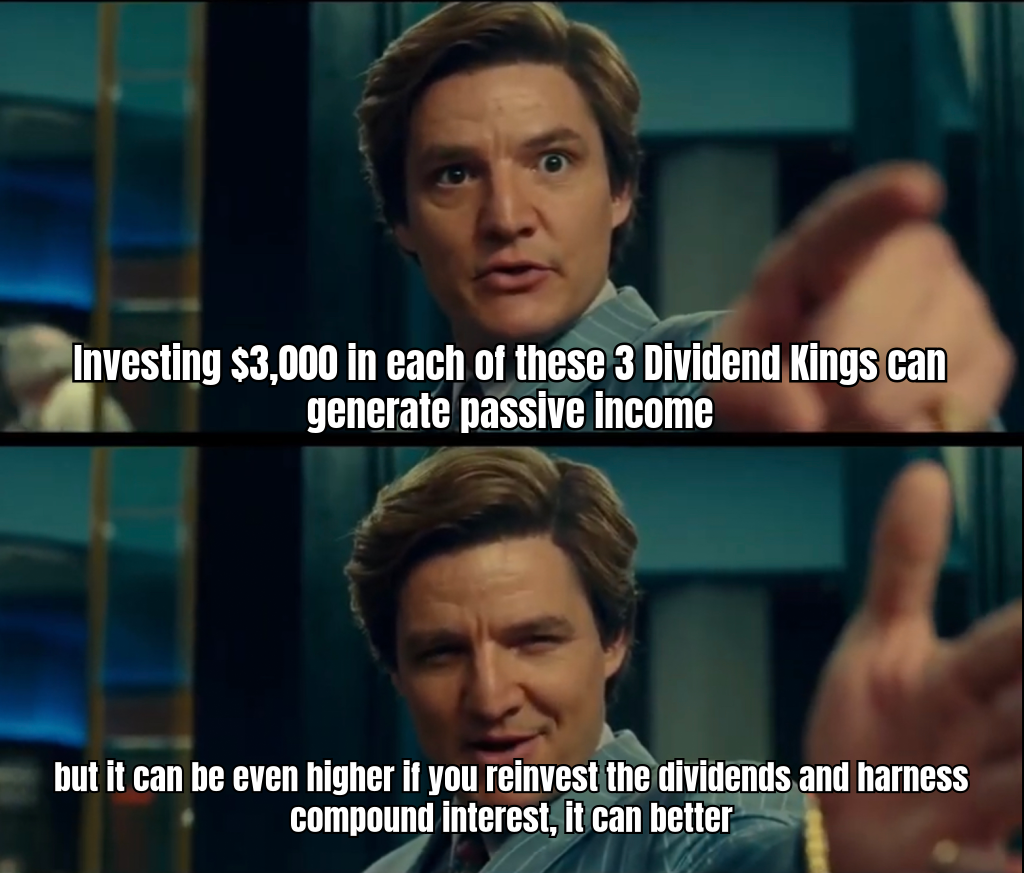 Investing $3,000 in each of these 3 Dividend Kings can
generate passive income
but it can be even higher if you reinvest the dividends and harness
compound interest, it can better